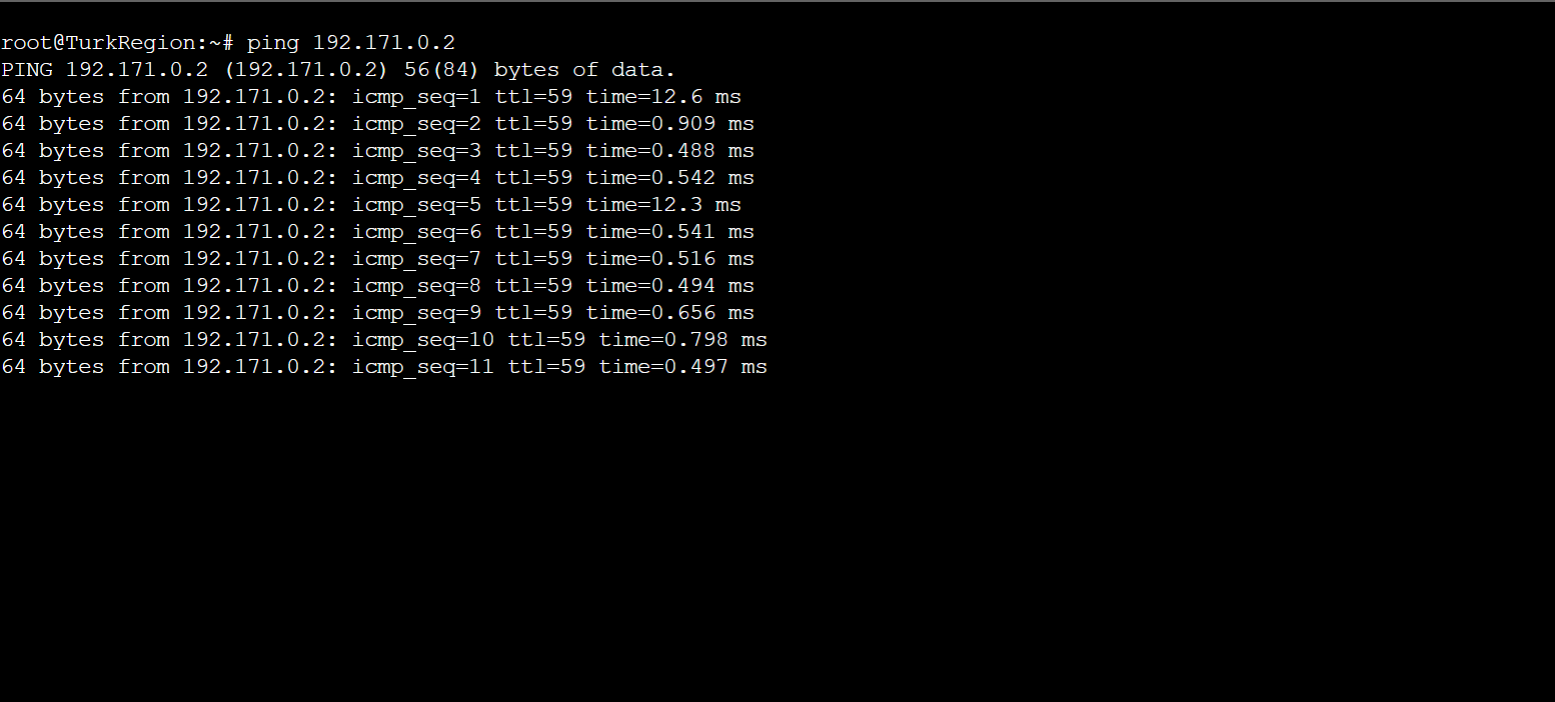 root@TurkRegion:~# ping 192.171.0.2
PING 192.171.0.2 (192.171.0.2) 56(84) bytes of data.
64 bytes from 192.171.0.2: icmp_seq=1 ttl=59 time=12.6 ms
64 bytes from 192.171.0.2: icmp_seq=2 ttl=59 time=0.909 ms
64 bytes from 192.171.0.2: icmp_seq=3 ttl=59 time=0.488 ms
64 bytes from 192.171.0.2: icmp_seq=4 ttl=59 time=0.542 ms
64 bytes from 192.171.0.2: icmp_seq=5 ttl=59 time=12.3 ms
64 bytes from 192.171.0.2: icmp_seq=6 ttl=59 time=0.541 ms
64 bytes from 192.171.0.2: icmp_seq=7 ttl=59 time=0.516 ms
64 bytes from 192.171.0.2: icmp_seq=8 ttl=59 time=0.494 ms
64 bytes from 192.171.0.2: icmp_seq=9 ttl=59 time=0.656 ms
64 bytes from 192.171.0.2: icmp_seq=10 ttl=59 time=0.798 ms
64 bytes from 192.171.0.2: icmp_seq=11 ttl=59 time=0.497 ms